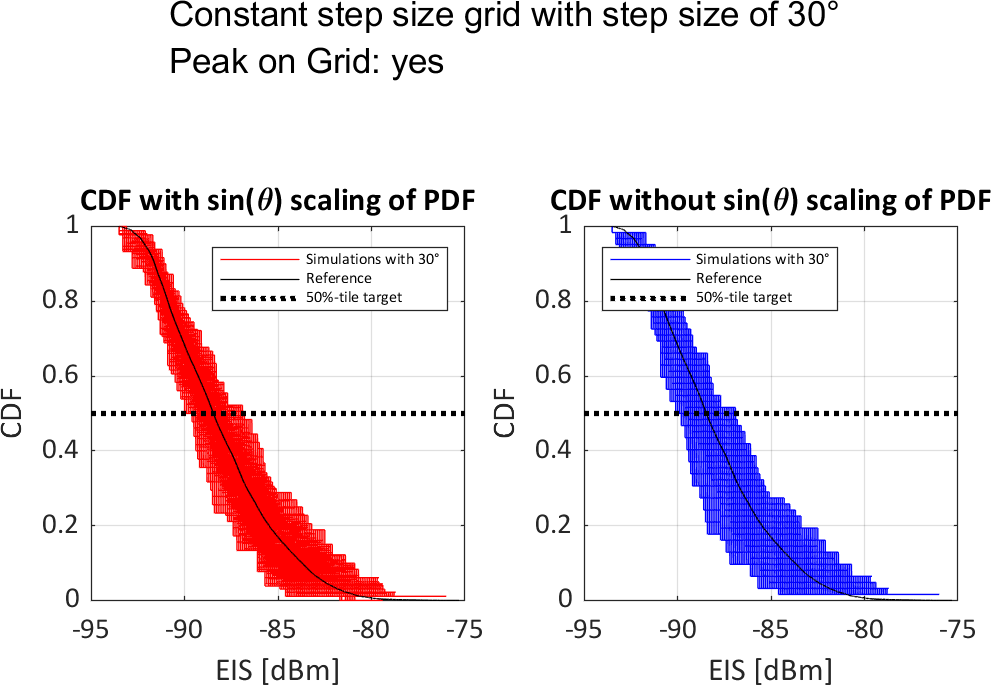 Constant step size grid with step size of 30°
Peak on Grid: yes
CDF with sin(θ) scaling of PDF
1
0.8
0.6
0.4
0.2
0
CDF
Simulations with 30°
Reference
50%-tile target
-95
-90
-85
-80
-75
EIS [dBm]
CDF without sin(θ) scaling of PDF
1
0.8
0.6
0.4
0.2
0
CDF
Simulations with 30°
Reference
50%-tile target
-95
-90
-85
-80
-75
EIS [dBm]